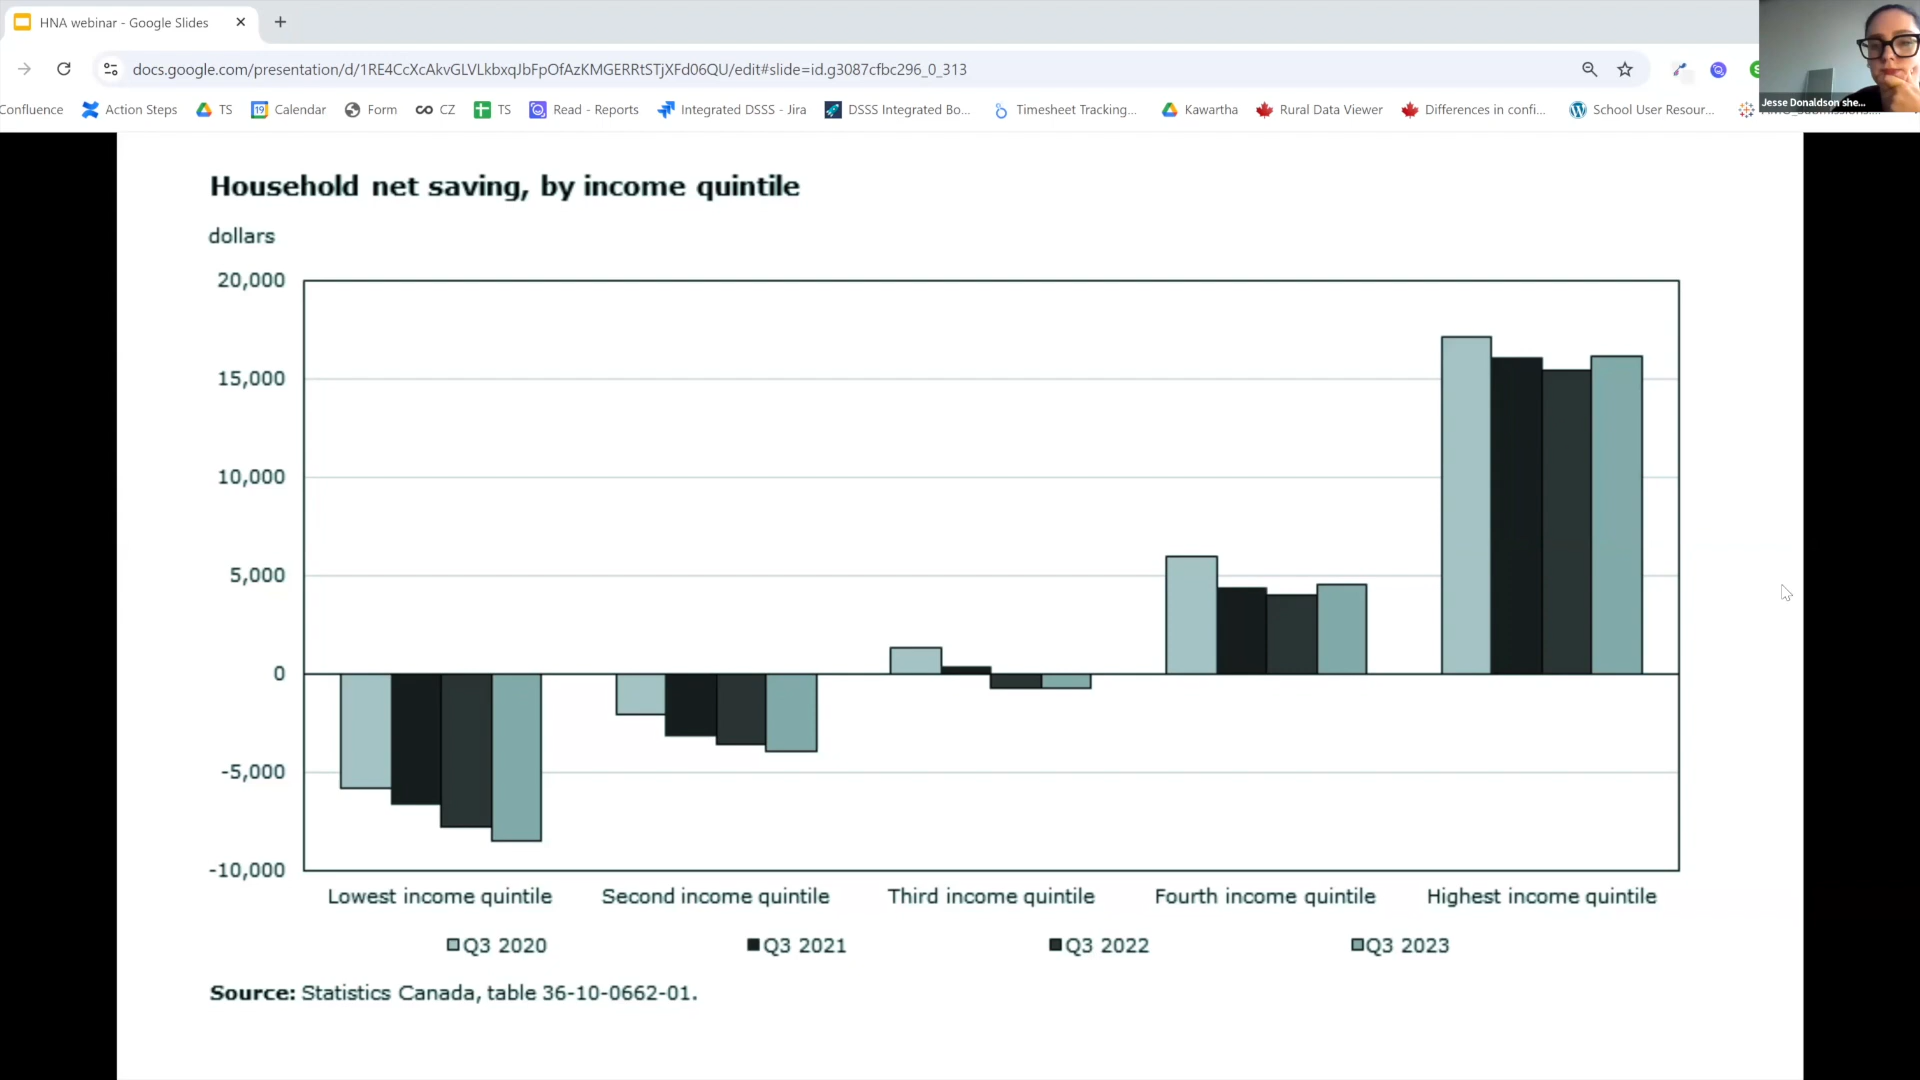 HNA webinar - Google Slides
docs.google.com/presentation/d/1RE4CcXcAkvGLVLkbxqJbFpOfAzKMGERRtSTjXFd06QU/edit#slide=id.g3087cfbc296_0_313
Confluence Action Steps TS 19 Calendar Form CZ TS Read - Reports Integrated DSSS - Jira DSSS Integrated Bo... Timesheet Tracking... Kawartha Rural Data Viewer Differences in confi... School User Resour...
Jesse Donaldson she...
Household net saving, by income quintile
dollars
20,000
15,000
10,000
5,000
0
-5,000
-10,000
Lowest income quintile Second income quintile Third income quintile Fourth income quintile Highest income quintile
Q3 2020 Q3 2021 Q3 2022 Q3 2023
Source: Statistics Canada, table 36-10-0662-01.